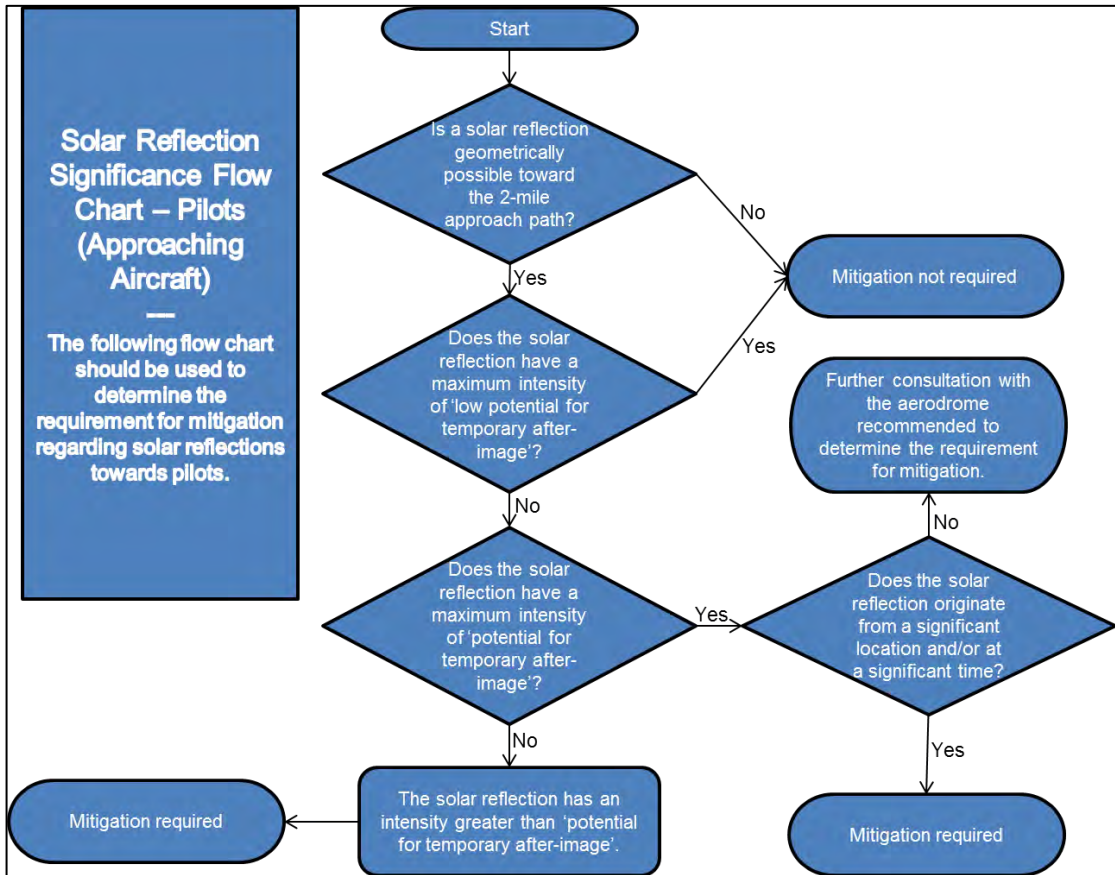 Solar Reflection
Significance Flow
Chart – Pilots
(Approaching
Aircraft)
---
The following flow chart
should be used to
determine the
requirement for mitigation
regarding solar reflections
towards pilots.
Start
Is a solar reflection
geometrically
possible toward
the 2-mile
approach path?
No
Yes
Mitigation not required
Does the solar
reflection have a
maximum intensity
of ‘low potential for
temporary after-
image’?
Yes
No
Further consultation with
the aerodrome
recommended to
determine the requirement
for mitigation.
No
Does the solar
reflection have a
maximum intensity
of ‘potential for
temporary after-
image’?
Yes
Does the solar
reflection originate
from a significant
location and/or at
a significant time?
No
Yes
The solar reflection has an
intensity greater than ‘potential
for temporary after-image’.
Mitigation required
Mitigation required